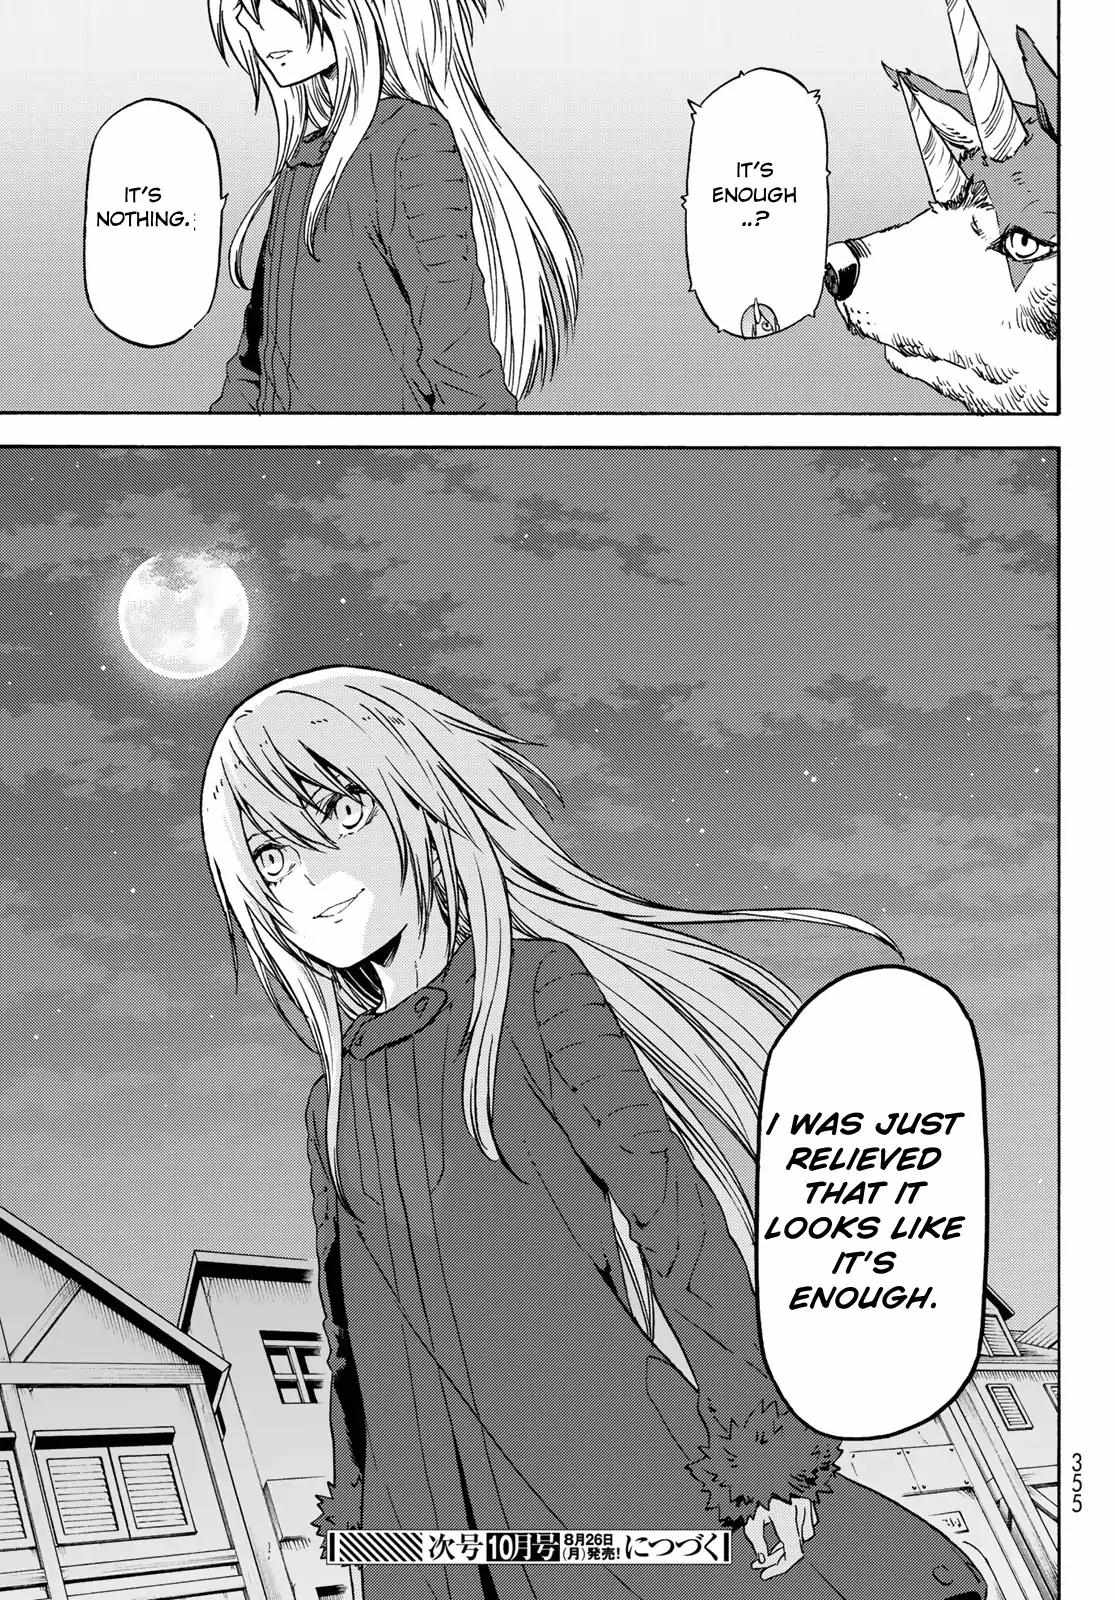 IT'S
ENOUGH
..?
IT'S
NOTHING.
I WAS JUST
RELIEVED
THAT IT
LOOKS LIKE
IT'S
ENOUGH.
355
次号10月号8月26日(月)発売!につづく